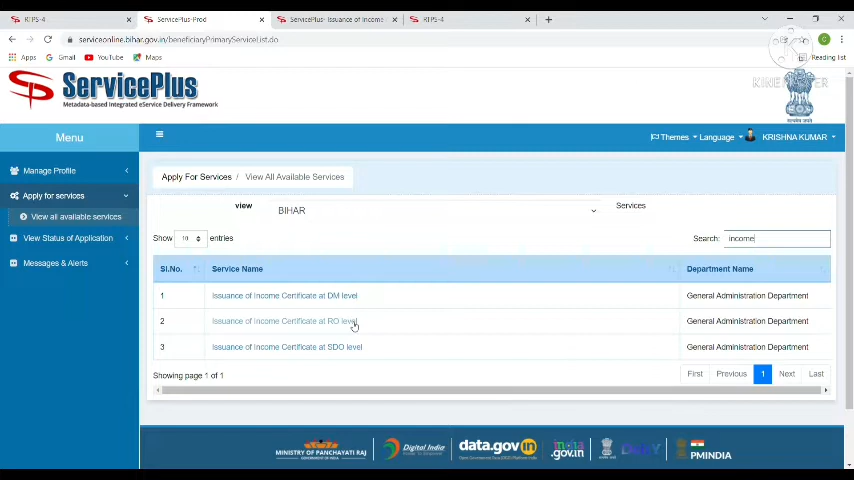 RTPS-4
ServicePlus-Prod
ServicePlus- Issuance of Income
RTPS-4
serviceonline.bihar.gov.in/beneficiaryPrimaryServiceList.do
Apps
Gmail
YouTube
Maps
Reading list
ServicePlus
Metadata-based Integrated eService Delivery Framework
Menu
Themes
Language
KRISHNA KUMAR
Manage Profile
Apply for services
View all available services
View Status of Application
Messages & Alerts
Apply For Services / View All Available Services
view
BIHAR
Services
Show 10 entries
Search: income
Sl.No. Service Name Department Name
1 Issuance of Income Certificate at DM level General Administration Department
2 Issuance of Income Certificate at RO level General Administration Department
3 Issuance of Income Certificate at SDO level General Administration Department
Showing page 1 of 1
First Previous 1 Next Last
MINISTRY OF PANCHAYATI RAJ
Digital India
data.gov.in
india.gov.in
PMINDIA